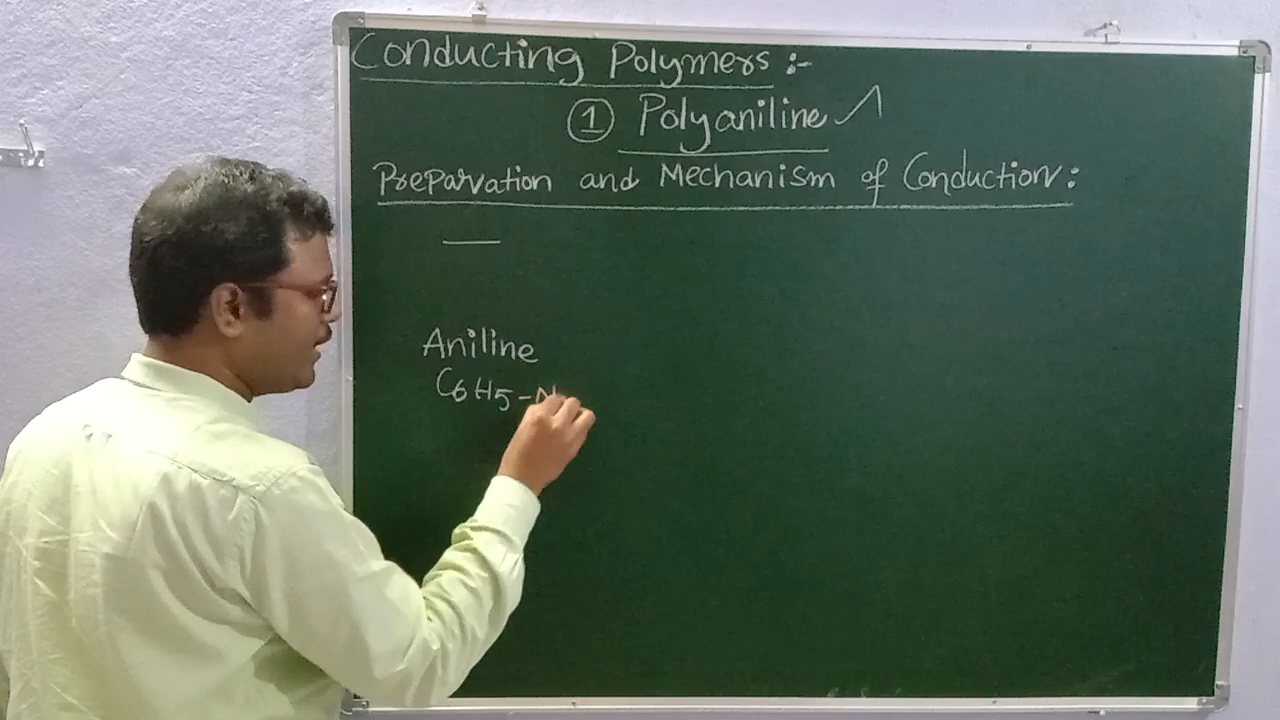 Conducting Polymers :-
① Polyaniline
Preparation and Mechanism of Conduction :
Aniline
C6H5-N